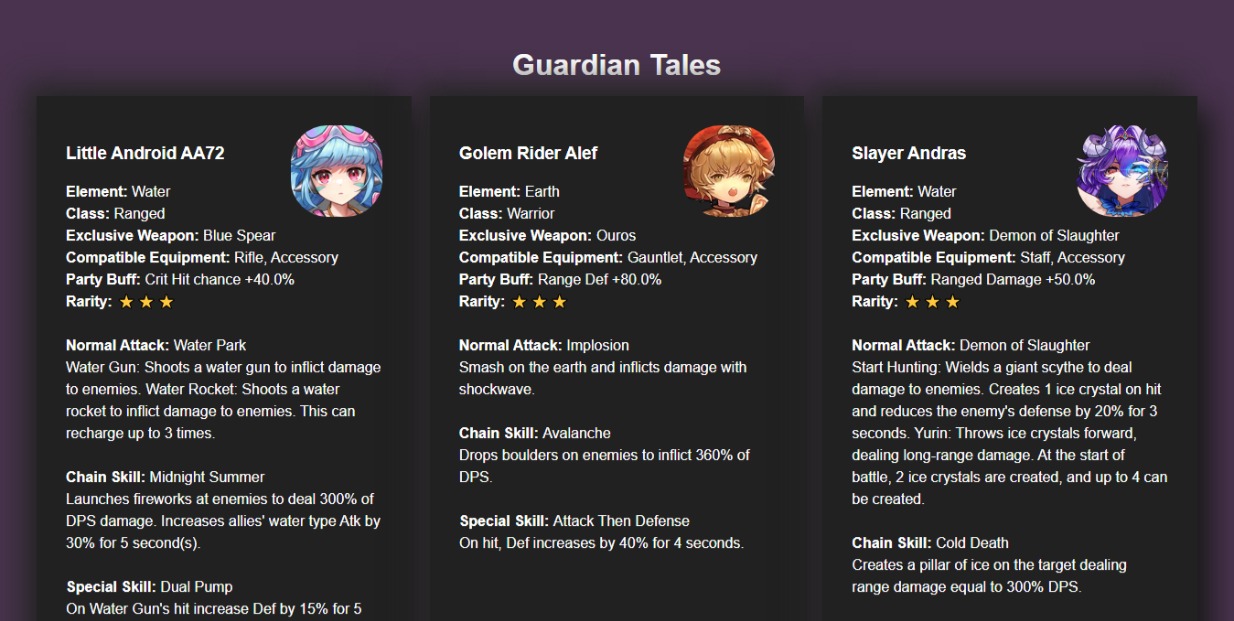 Guardian Tales
Little Android AA72
Element: Water
Class: Ranged
Exclusive Weapon: Blue Spear
Compatible Equipment: Rifle, Accessory
Party Buff: Crit Hit chance +40.0%
Rarity: ★ ★ ★
Normal Attack: Water Park
Water Gun: Shoots a water gun to inflict damage
to enemies. Water Rocket: Shoots a water
rocket to inflict damage to enemies. This can
recharge up to 3 times.
Chain Skill: Midnight Summer
Launches fireworks at enemies to deal 300% of
DPS damage. Increases allies' water type Atk by
30% for 5 second(s).
Special Skill: Dual Pump
On Water Gun's hit increase Def by 15% for 5
Golem Rider Alef
Element: Earth
Class: Warrior
Exclusive Weapon: Ouros
Compatible Equipment: Gauntlet, Accessory
Party Buff: Range Def +80.0%
Rarity: ★ ★ ★
Normal Attack: Implosion
Smash on the earth and inflicts damage with
shockwave.
Chain Skill: Avalanche
Drops boulders on enemies to inflict 360% of
DPS.
Special Skill: Attack Then Defense
On hit, Def increases by 40% for 4 seconds.
Slayer Andras
Element: Water
Class: Ranged
Exclusive Weapon: Demon of Slaughter
Compatible Equipment: Staff, Accessory
Party Buff: Ranged Damage +50.0%
Rarity: ★ ★ ★
Normal Attack: Demon of Slaughter
Start Hunting: Wields a giant scythe to deal
damage to enemies. Creates 1 ice crystal on hit
and reduces the enemy's defense by 20% for 3
seconds. Yurin: Throws ice crystals forward,
dealing long-range damage. At the start of
battle, 2 ice crystals are created, and up to 4 can
be created.
Chain Skill: Cold Death
Creates a pillar of ice on the target dealing
range damage equal to 300% DPS.